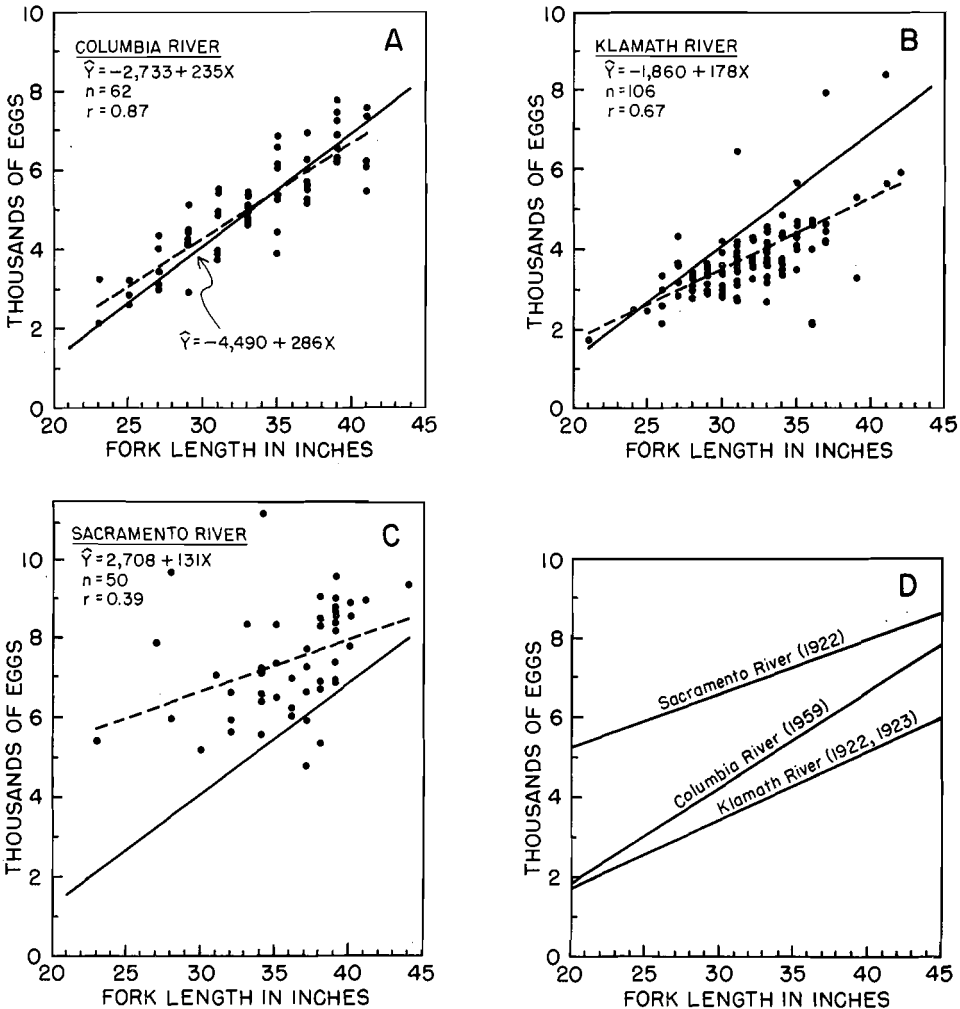 A
COLUMBIA RIVER
Ŷ=−2,733+235X
n=62
r=0.87
10
8
6
4
2
0
THOUSANDS OF EGGS
Ŷ=−4,490+286X
20 25 30 35 40 45
FORK LENGTH IN INCHES
B
KLAMATH RIVER
Ŷ=−1,860+178X
n=106
r=0.67
10
8
6
4
2
0
THOUSANDS OF EGGS
20 25 30 35 40 45
FORK LENGTH IN INCHES
C
SACRAMENTO RIVER
Ŷ=2,708+131X
n=50
r=0.39
10
8
6
4
2
0
THOUSANDS OF EGGS
20 25 30 35 40 45
FORK LENGTH IN INCHES
D
10
8
6
4
2
0
THOUSANDS OF EGGS
Sacramento River (1922)
Columbia River (1959)
Klamath River (1922, 1923)
20 25 30 35 40 45
FORK LENGTH IN INCHES